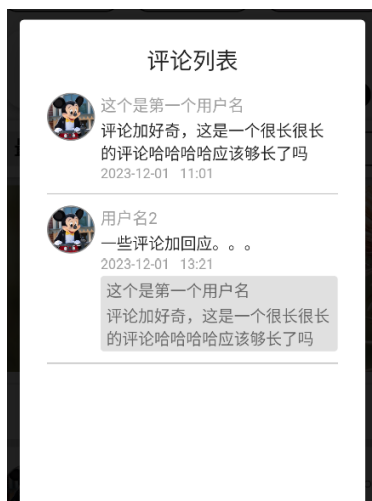 评论列表
这个是第一个用户名
评论加好奇，这是一个很长很长
的评论哈哈哈哈应该够长了吗
2023-12-01 11:01
用户名2
一些评论加回应。。。
2023-12-01 13:21
这个是第一个用户名
评论加好奇，这是一个很长很长
的评论哈哈哈哈应该够长了吗